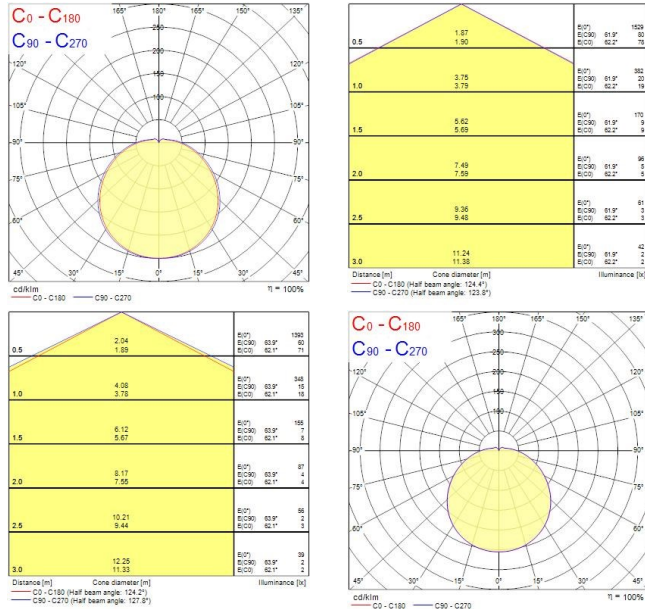 C0 - C180
C90 - C270
165° 180° 165° 150°
250
135°
200
150
120° 120°
100
105° 105°
90° 90°
75° 75°
60° 60°
45° 30° 15° 0° 15° 30° 45°
cd/klm η = 100%
C0 - C180 C90 - C270
0.5 1.87 1.90 E(0°) 1529 E(C90) 61.9° 80 E(C0) 62.2° 78
1.0 3.75 3.79 E(0°) 382 E(C90) 61.9° 20 E(C0) 62.2° 19
1.5 5.62 5.69 E(0°) 170 E(C90) 61.9° 9 E(C0) 62.2° 9
2.0 7.49 7.59 E(0°) 96 E(C90) 61.9° 5 E(C0) 62.2° 5
2.5 9.36 9.48 E(0°) 61 E(C90) 61.9° 3 E(C0) 62.2° 3
3.0 11.24 11.38 E(0°) 42 E(C90) 61.9° 2 E(C0) 62.2° 2
Distance [m] Cone diameter [m] Illuminance [lx]
C0 - C180 (Half beam angle: 124.4°)
C90 - C270 (Half beam angle: 123.8°)
0.5 2.04 1.89 E(0°) 1393 E(C90) 63.9° 60 E(C0) 62.1° 71
1.0 4.08 3.78 E(0°) 348 E(C90) 63.9° 15 E(C0) 62.1° 18
1.5 6.12 5.67 E(0°) 155 E(C90) 63.9° 7 E(C0) 62.1° 8
2.0 8.17 7.55 E(0°) 87 E(C90) 63.9° 4 E(C0) 62.1° 4
2.5 10.21 9.44 E(0°) 56 E(C90) 63.9° 2 E(C0) 62.1° 3
3.0 12.25 11.33 E(0°) 39 E(C90) 63.9° 2 E(C0) 62.1° 2
Distance [m] Cone diameter [m] Illuminance [lx]
C0 - C180 (Half beam angle: 124.2°)
C90 - C270 (Half beam angle: 127.8°)
C0 - C180
C90 - C270
165° 180° 165° 150°
300
135°
120° 120°
100
105° 105°
90° 90°
75° 75°
60° 60°
45° 30° 15° 0° 15° 30° 45°
cd/klm η = 100%
C0 - C180 C90 - C270